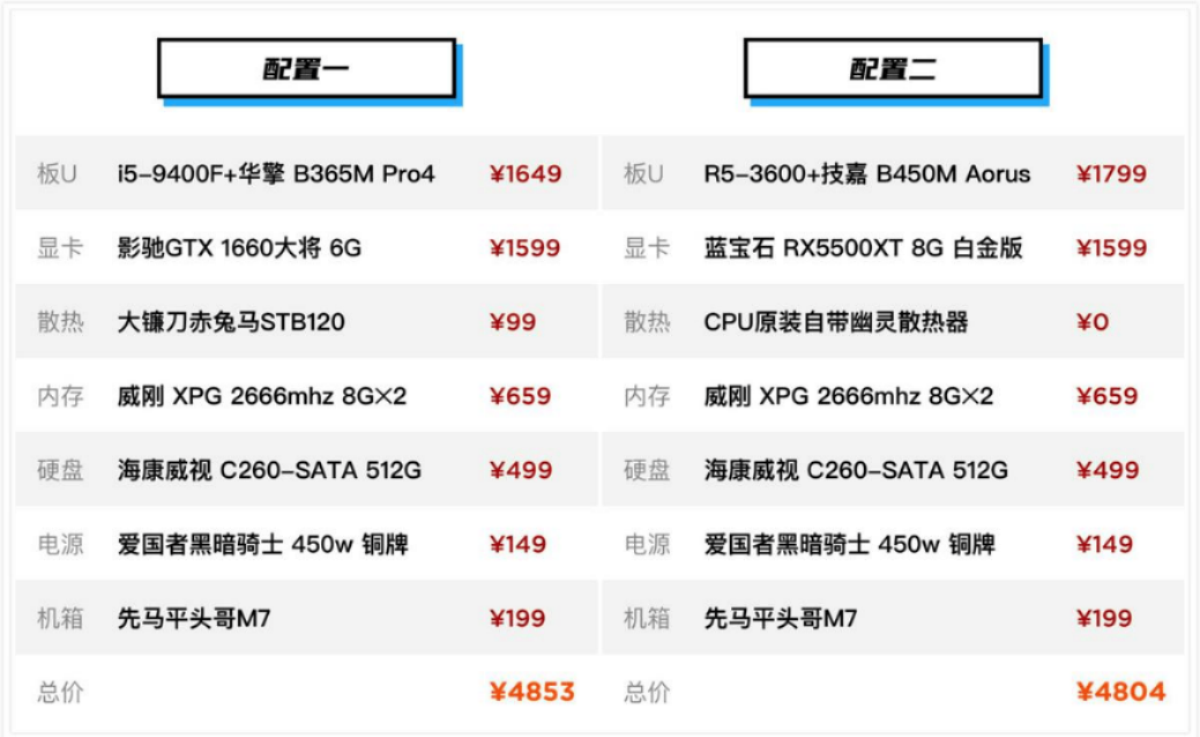 配置一
配置二
板U i5-9400F+华擎 B365M Pro4 ¥1649
板U R5-3600+技嘉 B450M Aorus ¥1799
显卡 影驰GTX 1660大将 6G ¥1599
显卡 蓝宝石 RX5500XT 8G 白金版 ¥1599
散热 大镰刀赤兔马STB120 ¥99
散热 CPU原装自带幽灵散热器 ¥0
内存 威刚 XPG 2666mhz 8G×2 ¥659
内存 威刚 XPG 2666mhz 8G×2 ¥659
硬盘 海康威视 C260-SATA 512G ¥499
硬盘 海康威视 C260-SATA 512G ¥499
电源 爱国者黑暗骑士 450w 铜牌 ¥149
电源 爱国者黑暗骑士 450w 铜牌 ¥149
机箱 先马平头哥M7 ¥199
机箱 先马平头哥M7 ¥199
总价 ¥4853
总价 ¥4804